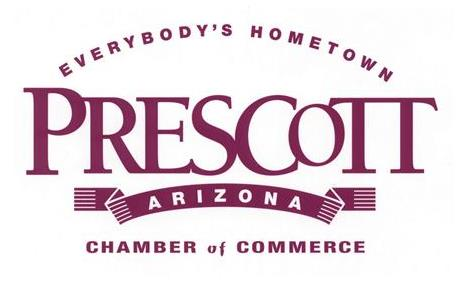 EVERYBODY'S HOMETOWN
PRESCOTT
ARIZONA
CHAMBER of COMMERCE